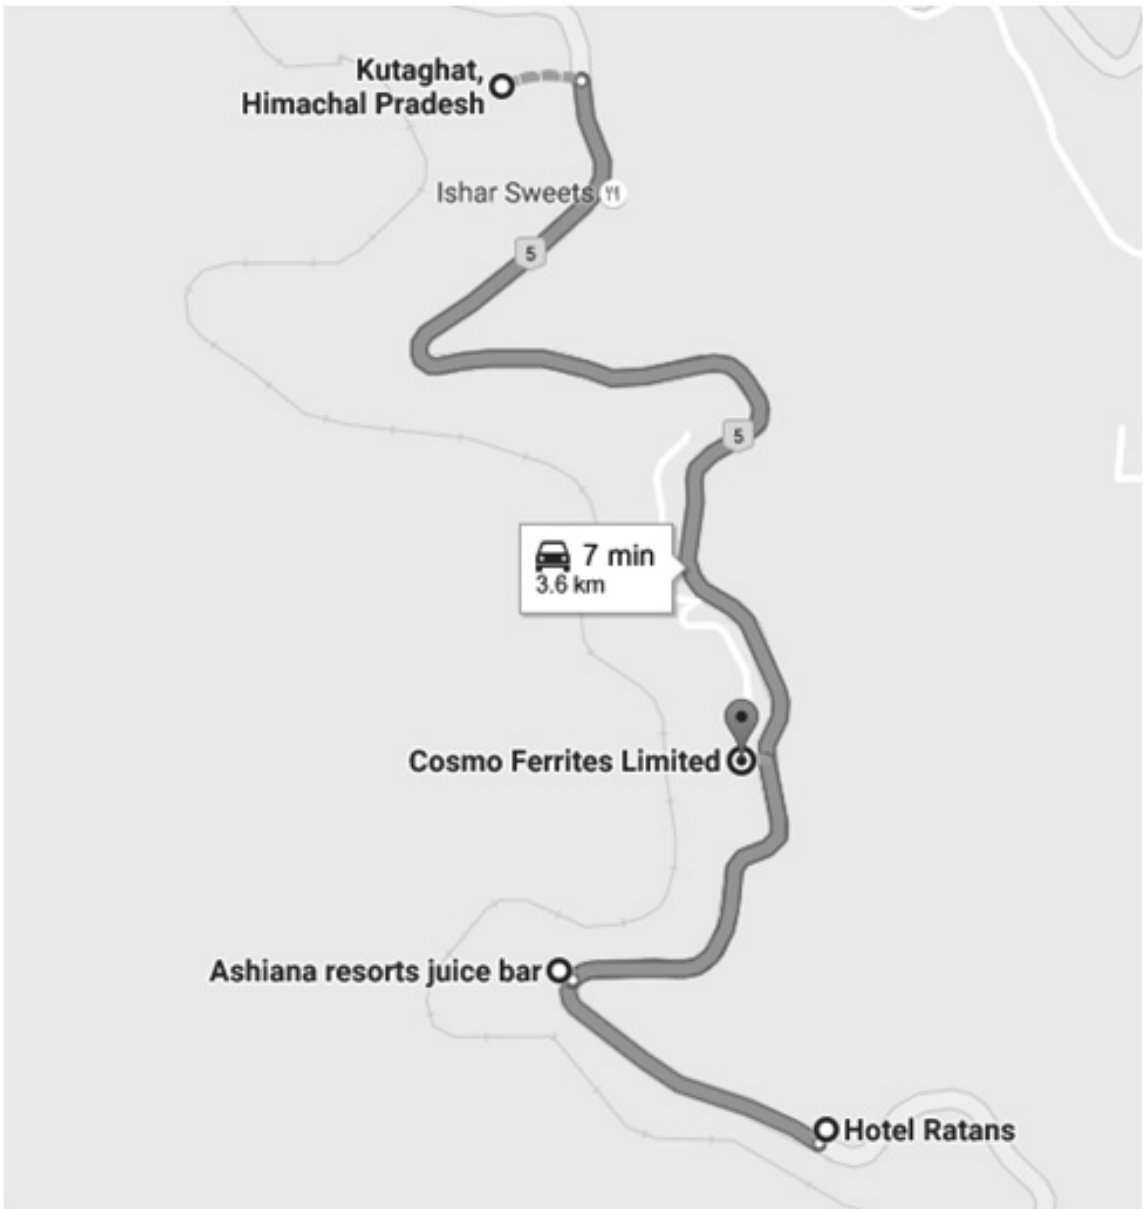 Kutaghat,
Himachal Pradesh
Ishar Sweets
5
5
7 min
3.6 km
Cosmo Ferrites Limited
Ashiana resorts juice bar
Hotel Ratans